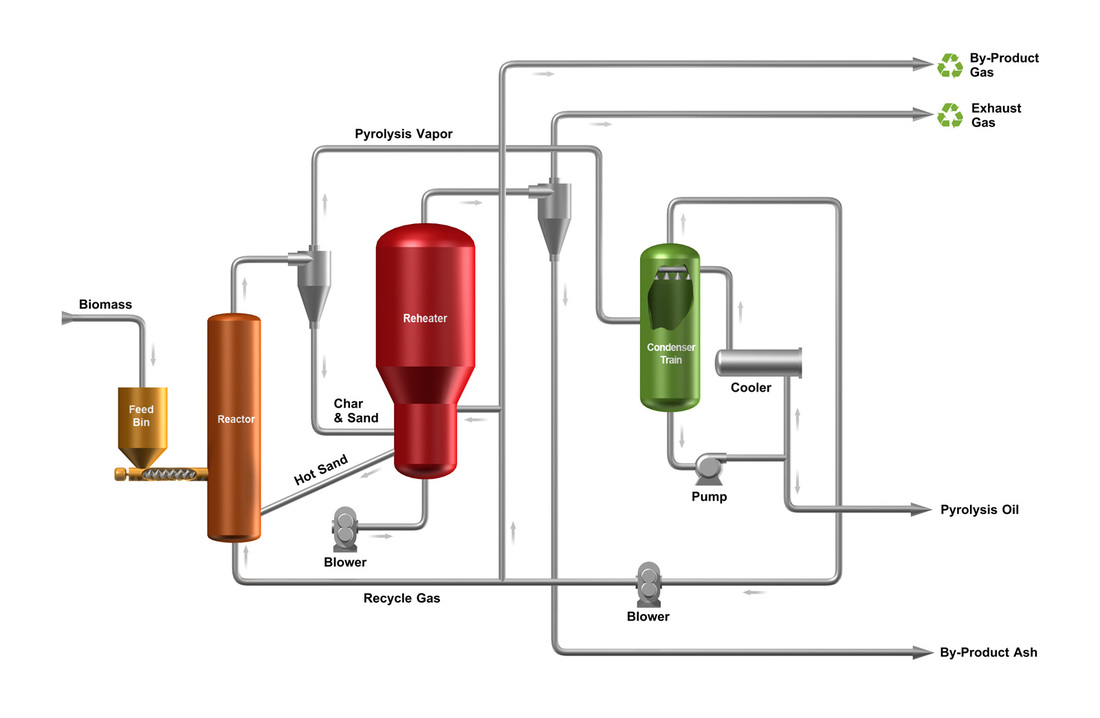 By-Product
Gas
Exhaust
Gas
Pyrolysis Vapor
Biomass
Reheater
Condenser
Train
Cooler
Feed
Bin
Reactor
Char
& Sand
Hot Sand
Pump
Pyrolysis Oil
Blower
Recycle Gas
Blower
By-Product Ash